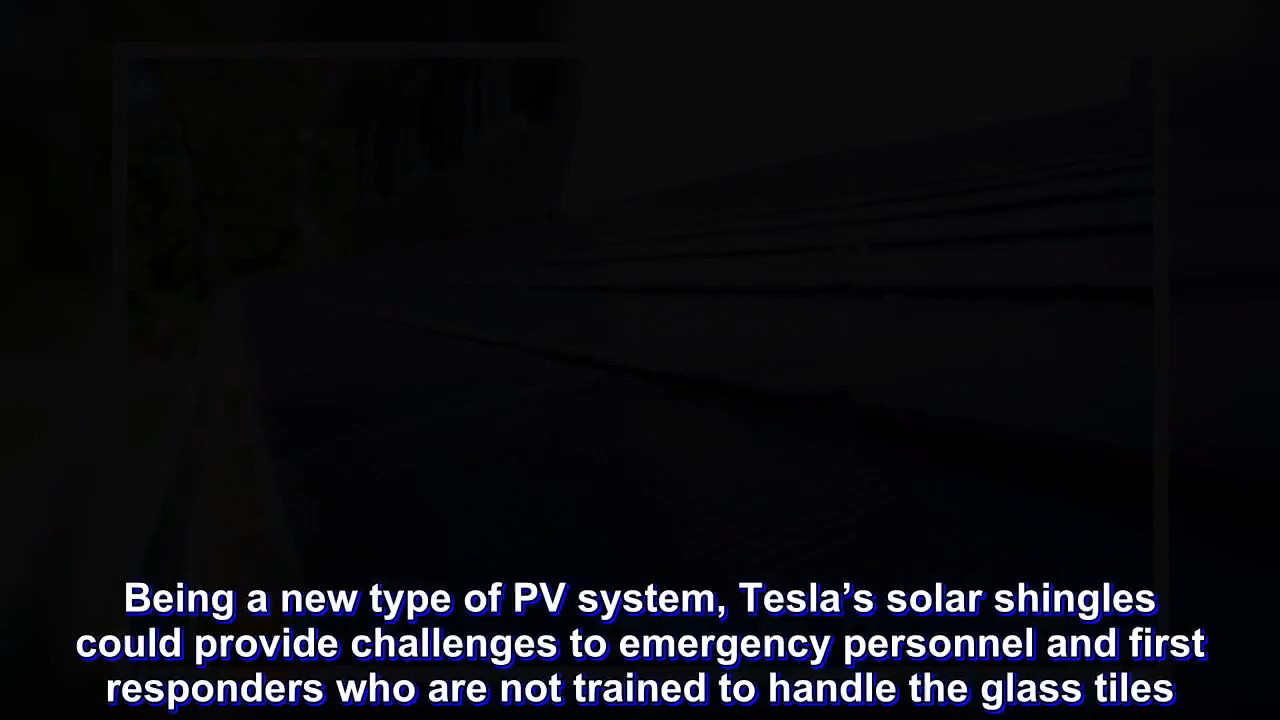 Being a new type of PV system, Tesla’s solar shingles
could provide challenges to emergency personnel and first
responders who are not trained to handle the glass tiles